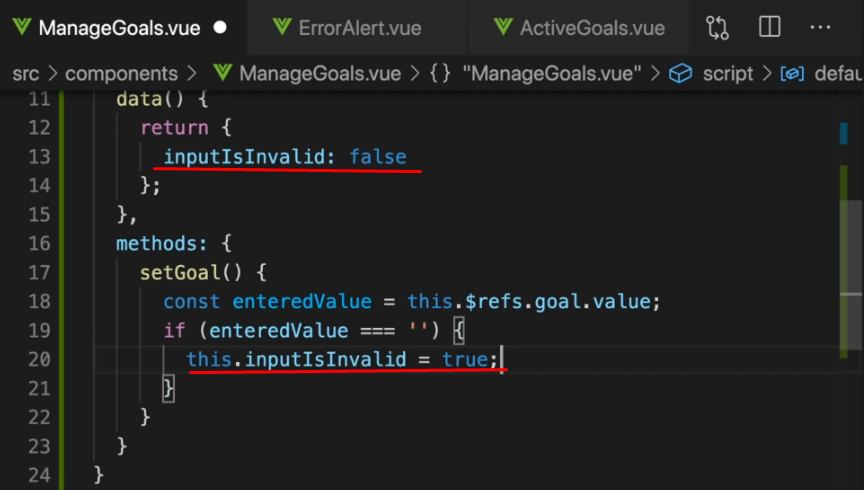 ManageGoals.vue ErrorAlert.vue ActiveGoals.vue ...
src > components > ManageGoals.vue > {} "ManageGoals.vue" > script > defau
11 data() {
12 return {
13 inputIsInvalid: false
14 };
15 },
16 methods: {
17 setGoal() {
18 const enteredValue = this.$refs.goal.value;
19 if (enteredValue === '') {
20 this.inputIsInvalid = true;
21 }
22 }
23 }
24 }